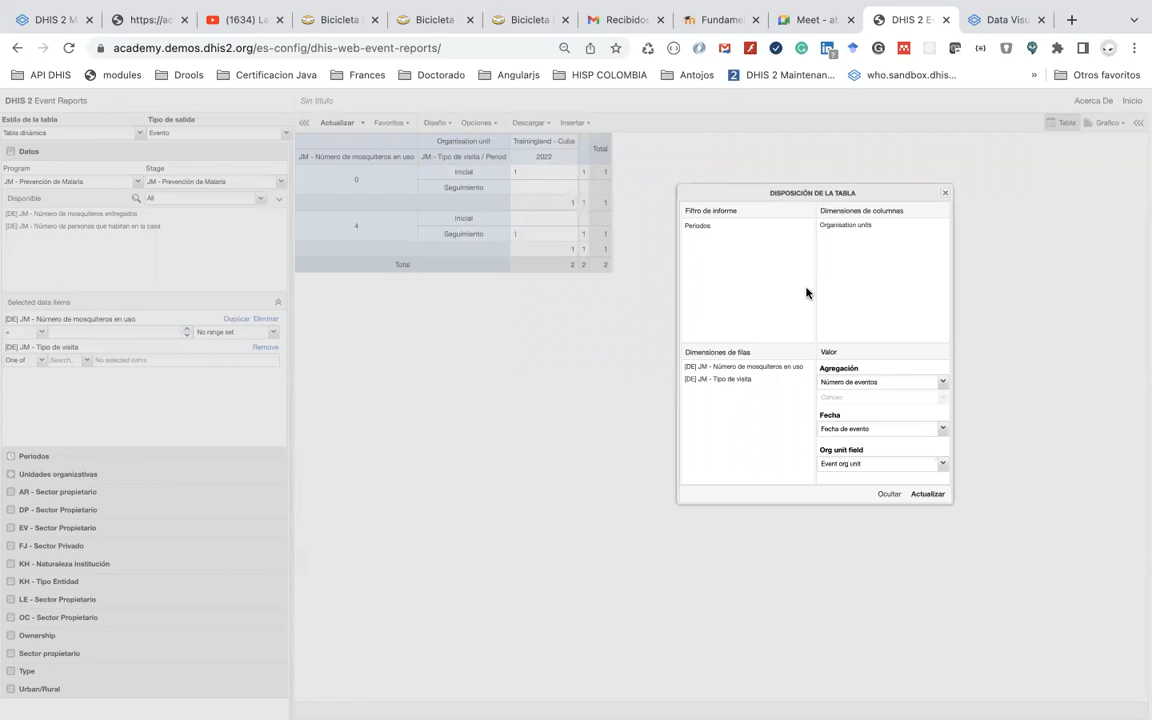 DHIS 2 M
https://ac
(1634) La
Bicicleta
Bicicleta
Bicicleta
Recibidos
Fundame
Meet - at
DHIS 2 Ev
Data Visu
academy.demos.dhis2.org/es-config/dhis-web-event-reports/
API DHIS
modules
Drools
Certificacion Java
Frances
Doctorado
Angularjs
HISP COLOMBIA
Antojos
DHIS 2 Maintenan...
who.sandbox.dhis...
»
Otros favoritos
DHIS 2 Event Reports
Sin título
Acerca De
Inicio
Estilo de la tabla
Tipo de salida
Tabla dinámica
Evento
Actualizar
Favoritos
Diseño
Opciones
Descargar
Insertar
Tabla
Grafico
Datos
Program
Stage
JM - Prevención de Malaria
JM - Prevención de Malaria
Disponible
All
[DE] JM - Número de mosquiteros entregados
[DE] JM - Número de personas que habitan en la casa
Selected data items
[DE] JM - Número de mosquiteros en uso
Duplicar Eliminar
=
No range set
[DE] JM - Tipo de visita
Remove
One of
Search..
No selected items
Periodos
Unidades organizativas
AR - Sector propietario
DP - Sector propietario
EV - Sector Propietario
FJ - Sector Privado
KH - Naturaleza Institución
KH - Tipo Entidad
LE - Sector Propietario
OC - Sector Propietario
Ownership
Sector propietario
Type
Urban/Rural
Organisation unit
Trainingland - Cuba
Total
JM - Número de mosquiteros en uso
JM - Tipo de visita / Period
2022
0
Inicial
1
1
1
Seguimiento
1
1
1
4
Inicial
Seguimiento
1
1
1
1
1
1
Total
2
2
2
DISPOSICIÓN DE LA TABLA
Filtro de informe
Dimensiones de columnas
Periodos
Organisation units
Dimensiones de filas
Valor
[DE] JM - Número de mosquiteros en uso
[DE] JM - Tipo de visita
Agregación
Número de eventos
Conteo
Fecha
Fecha de evento
Org unit field
Event org unit
Ocultar
Actualizar